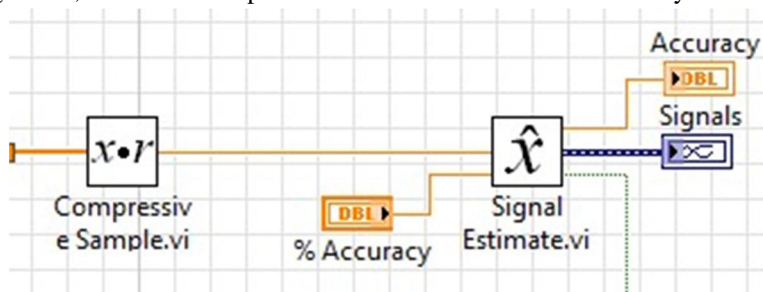 Accuracy
DBL
Signals
x•r
x̂
Compressiv
e Sample.vi
DBL
% Accuracy
Signal
Estimate.vi